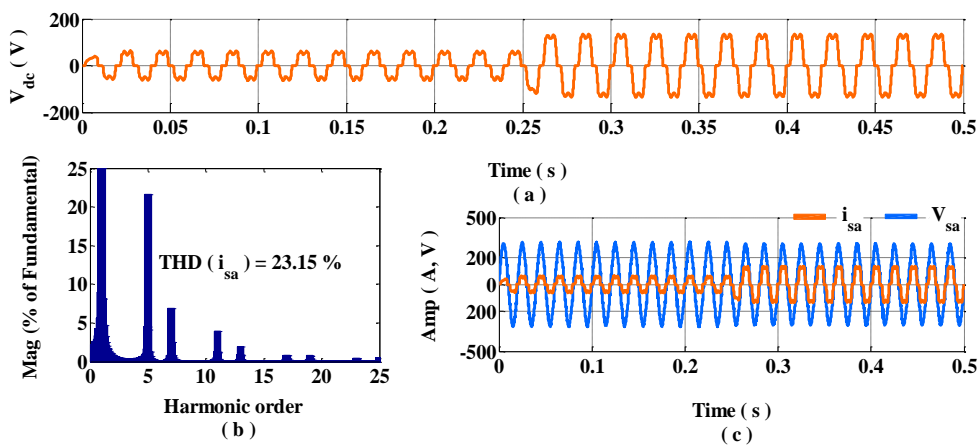 200
0
-200
V_dc ( V )
0 0.05 0.1 0.15 0.2 0.25 0.3 0.35 0.4 0.45 0.5
Time ( s )
( a )
25
20
15
10
5
0
Mag (% of Fundamental)
THD ( i_sa ) = 23.15 %
0 5 10 15 20 25
Harmonic order
( b )
i_sa V_sa
500
200
0
200
-500
Amp ( A, V )
0 0.1 0.2 0.3 0.4 0.5
Time ( s )
( c )